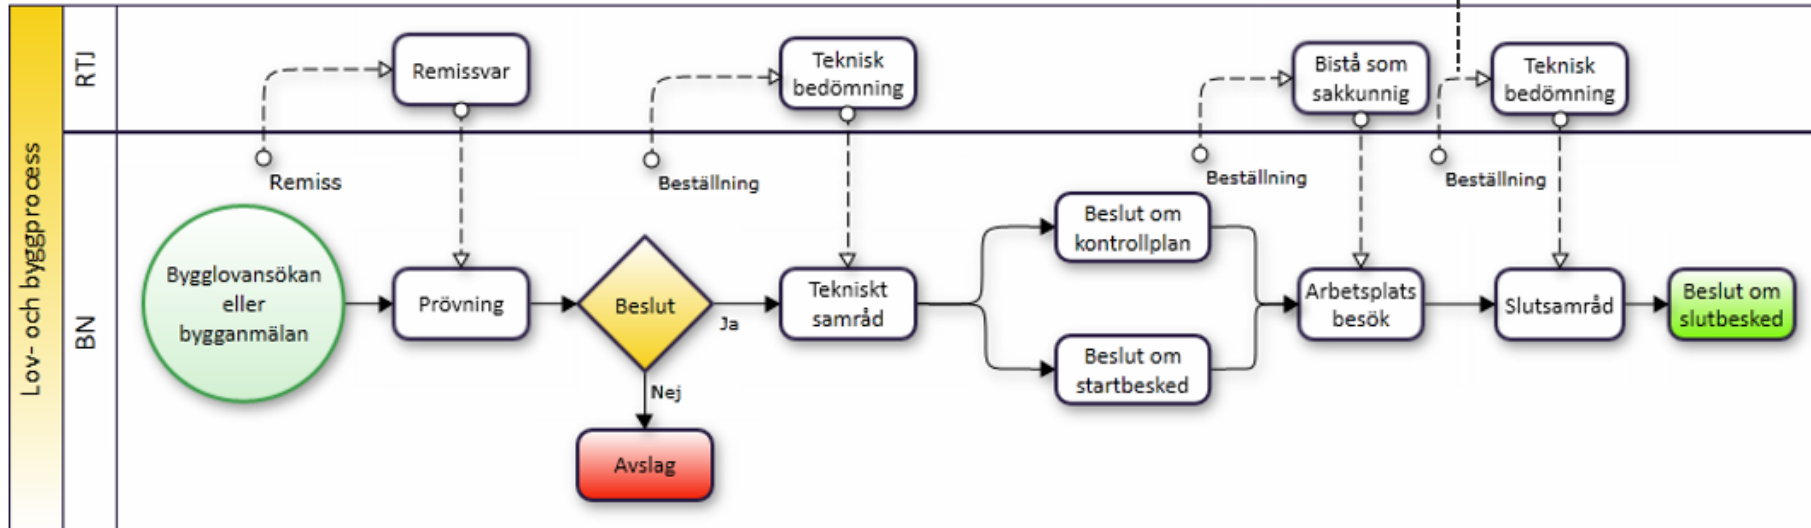 Lov- och byggprocess
RTJ
Remissvar
Teknisk
bedömning
Bistå som
sakkunnig
Teknisk
bedömning
BN
Remiss
Beställning
Beställning
Beställning
Bygglovansökan
eller
bygganmälan
Prövning
Beslut
Ja
Nej
Avslag
Tekniskt
samråd
Beslut om
kontrollplan
Beslut om
startbesked
Arbetsplats
besök
Slutsamråd
Beslut om
slutbesked